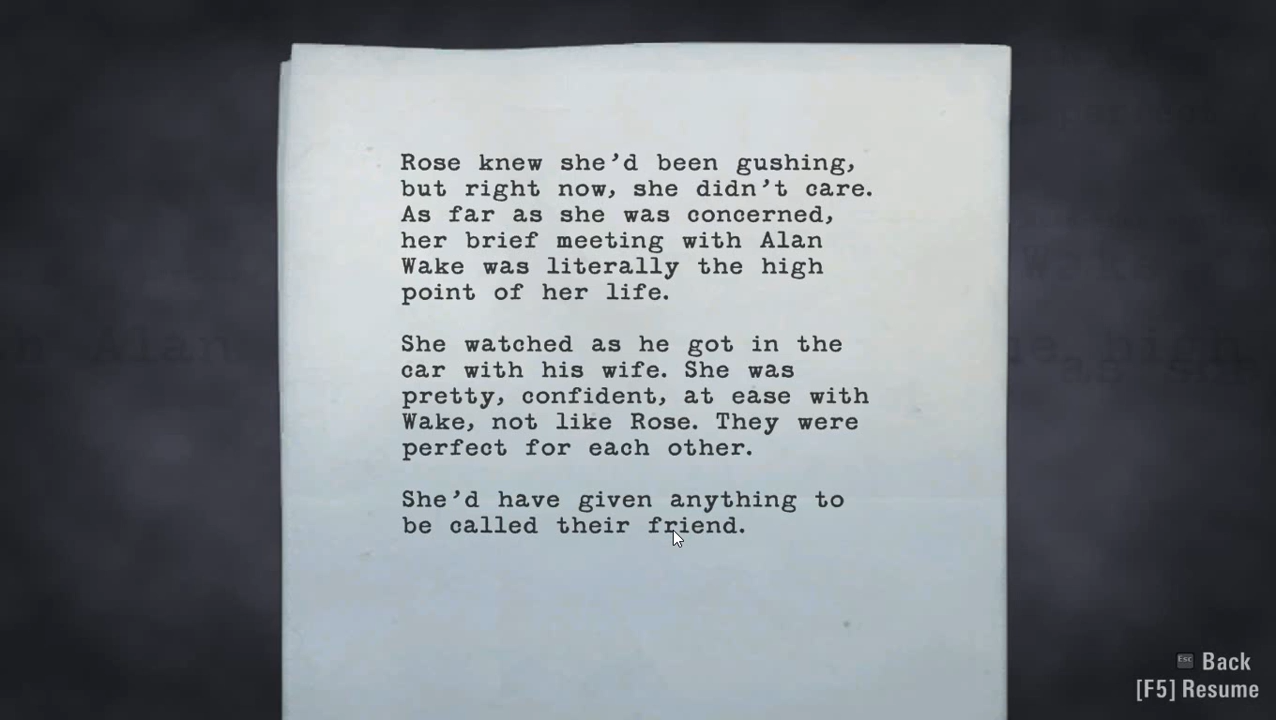 Rose knew she'd been gushing,
but right now, she didn't care.
As far as she was concerned,
her brief meeting with Alan
Wake was literally the high
point of her life.
She watched as he got in the
car with his wife. She was
pretty, confident, at ease with
Wake, not like Rose. They were
perfect for each other.
She'd have given anything to
be called their friend.
Esc Back
[F5] Resume